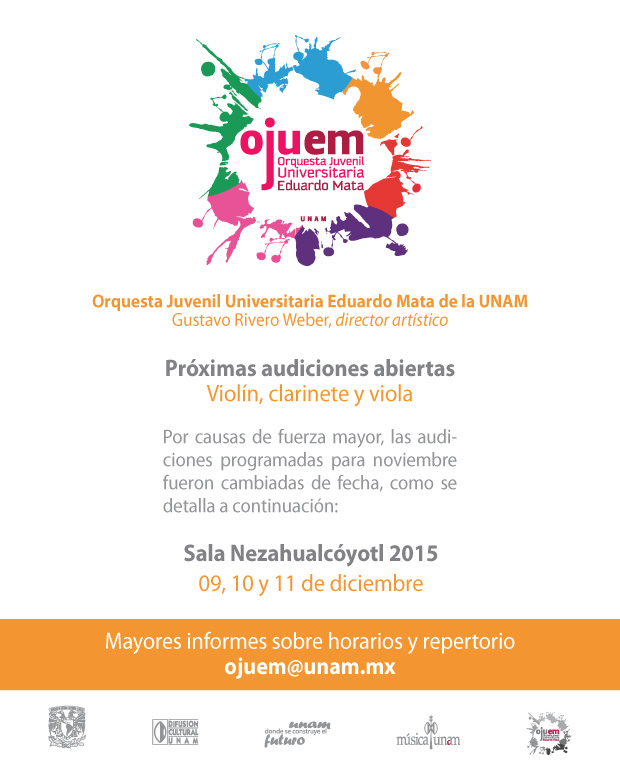 ojuem
Orquesta Juvenil
Universitaria
Eduardo Mata
UNAM
Orquesta Juvenil Universitaria Eduardo Mata de la UNAM
Gustavo Rivero Weber, director artístico
Próximas audiciones abiertas
Violín, clarinete y viola
Por causas de fuerza mayor, las audi-
ciones programadas para noviembre
fueron cambiadas de fecha, como se
detalla a continuación:
Sala Nezahualcóyotl 2015
09, 10 y 11 de diciembre
Mayores informes sobre horarios y repertorio
ojuem@unam.mx
DIFUSIÓN
CULTURAL
UNAM
unam
donde se construye el
futuro
música unam
ojuem